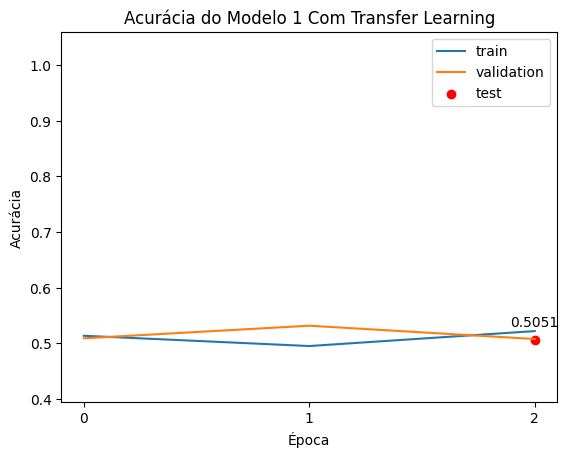 Acurácia do Modelo 1 Com Transfer Learning
train
validation
test
1.0
0.9
0.8
0.7
0.6
0.5
0.4
Acurácia
0.5051
0
1
2
Época